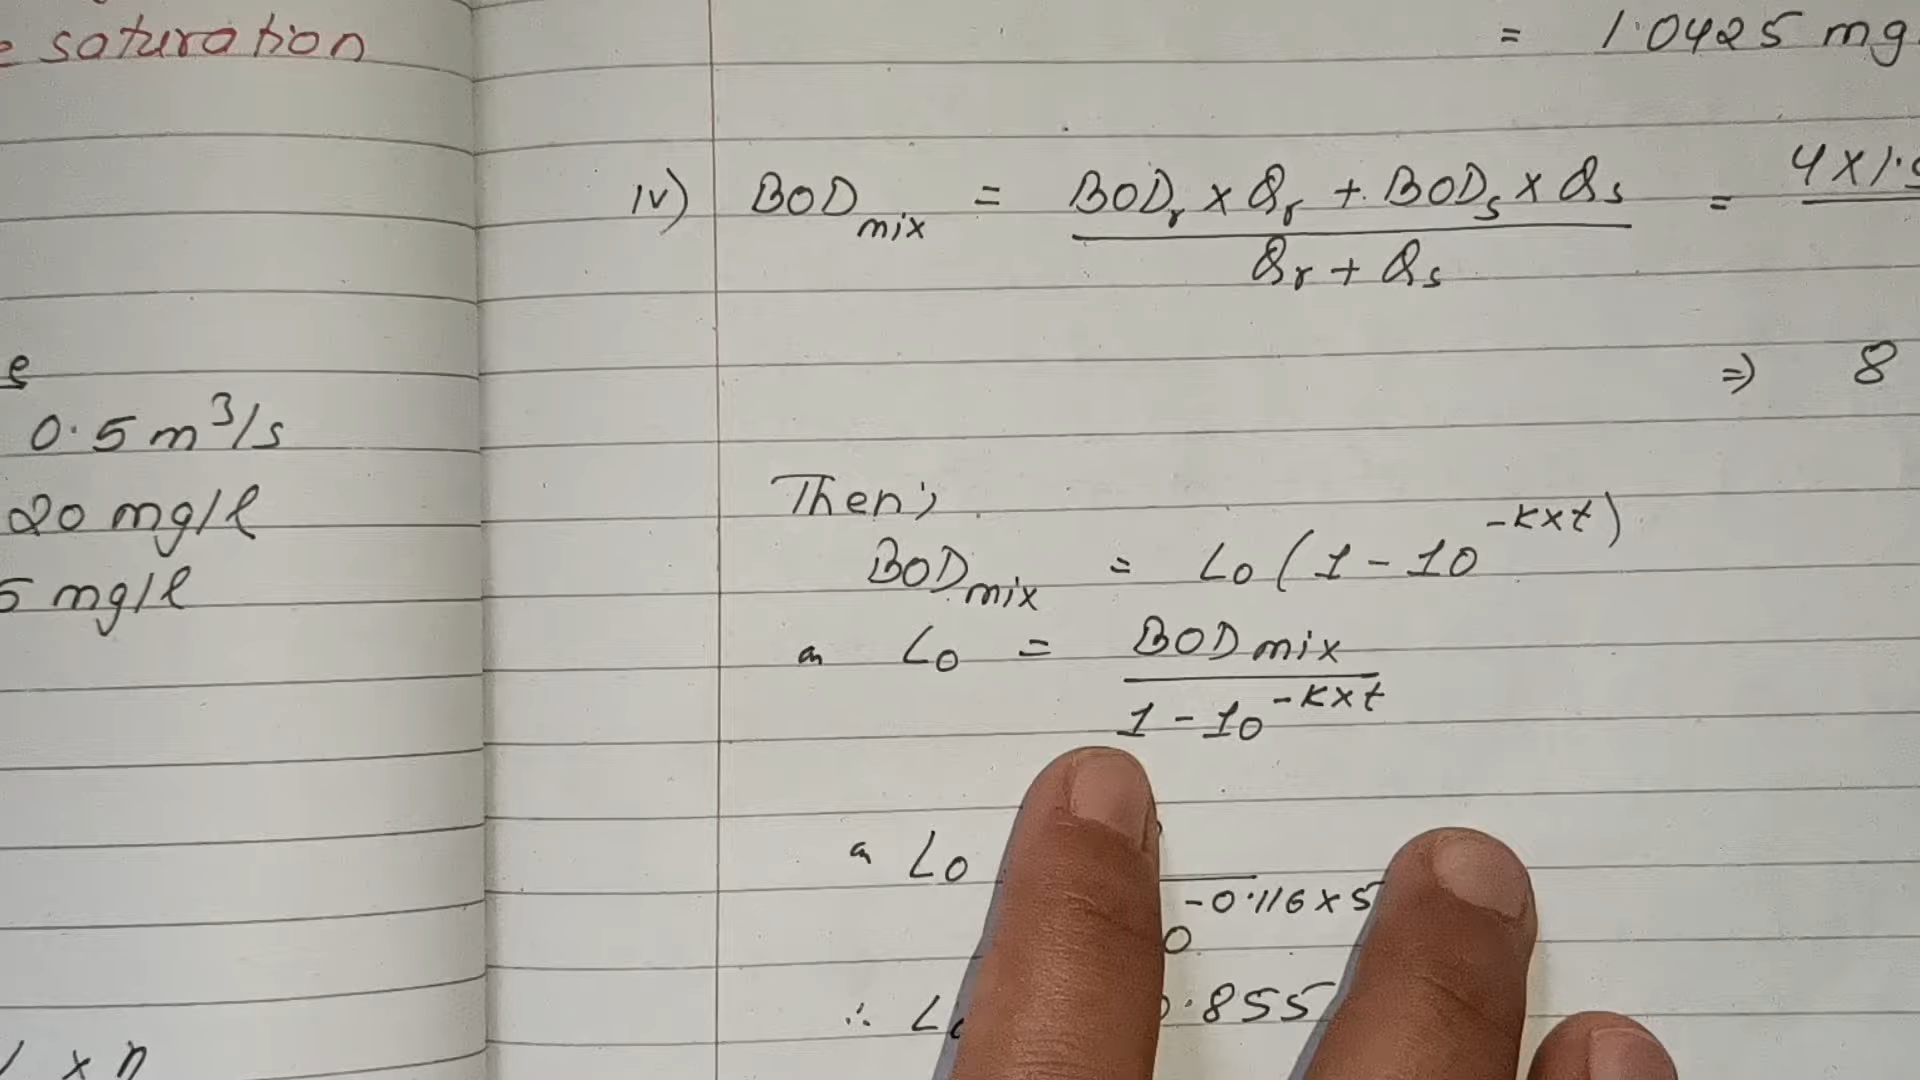 saturation
0.5 m³/s
20 mg/l
5 mg/l
x n
= 1.0425 mg
iv) BOD_mix = BOD_r x Q_r + BOD_s x Q_s / Q_r + Q_s = 4 x 1.
=> 8
Then;
BOD_mix = L0 (1 - 10^-K x t)
L0 = BOD mix / 1 - 10^-K x t
L0
-0.116 x 5
∴ L .855